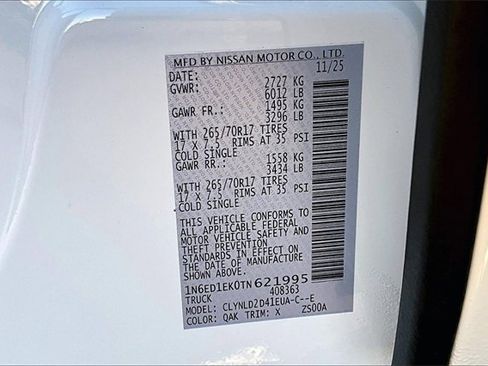 MFD BY NISSAN MOTOR CO., LTD.
DATE: 11/25
GVWR: 2727 KG
6012 LB
GAWR FR.: 1495 KG
3296 LB
WITH 265/70R17 TIRES
17 X 7.5 RIMS AT 35 PSI
COLD SINGLE
GAWR RR.: 1558 KG
3434 LB
WITH 265/70R17 TIRES
17 X 7.5 RIMS AT 35 PSI
COLD SINGLE
THIS VEHICLE CONFORMS TO
ALL APPLICABLE FEDERAL
MOTOR VEHICLE SAFETY AND
THEFT PREVENTION
STANDARDS IN EFFECT ON
THE DATE OF MANUFACTURE
SHOWN ABOVE
1N6ED1EK0TN621995
TRUCK 408363
MODEL: CLYNLD2D41EUA-C--E
COLOR: QAK TRIM: X ZS00A